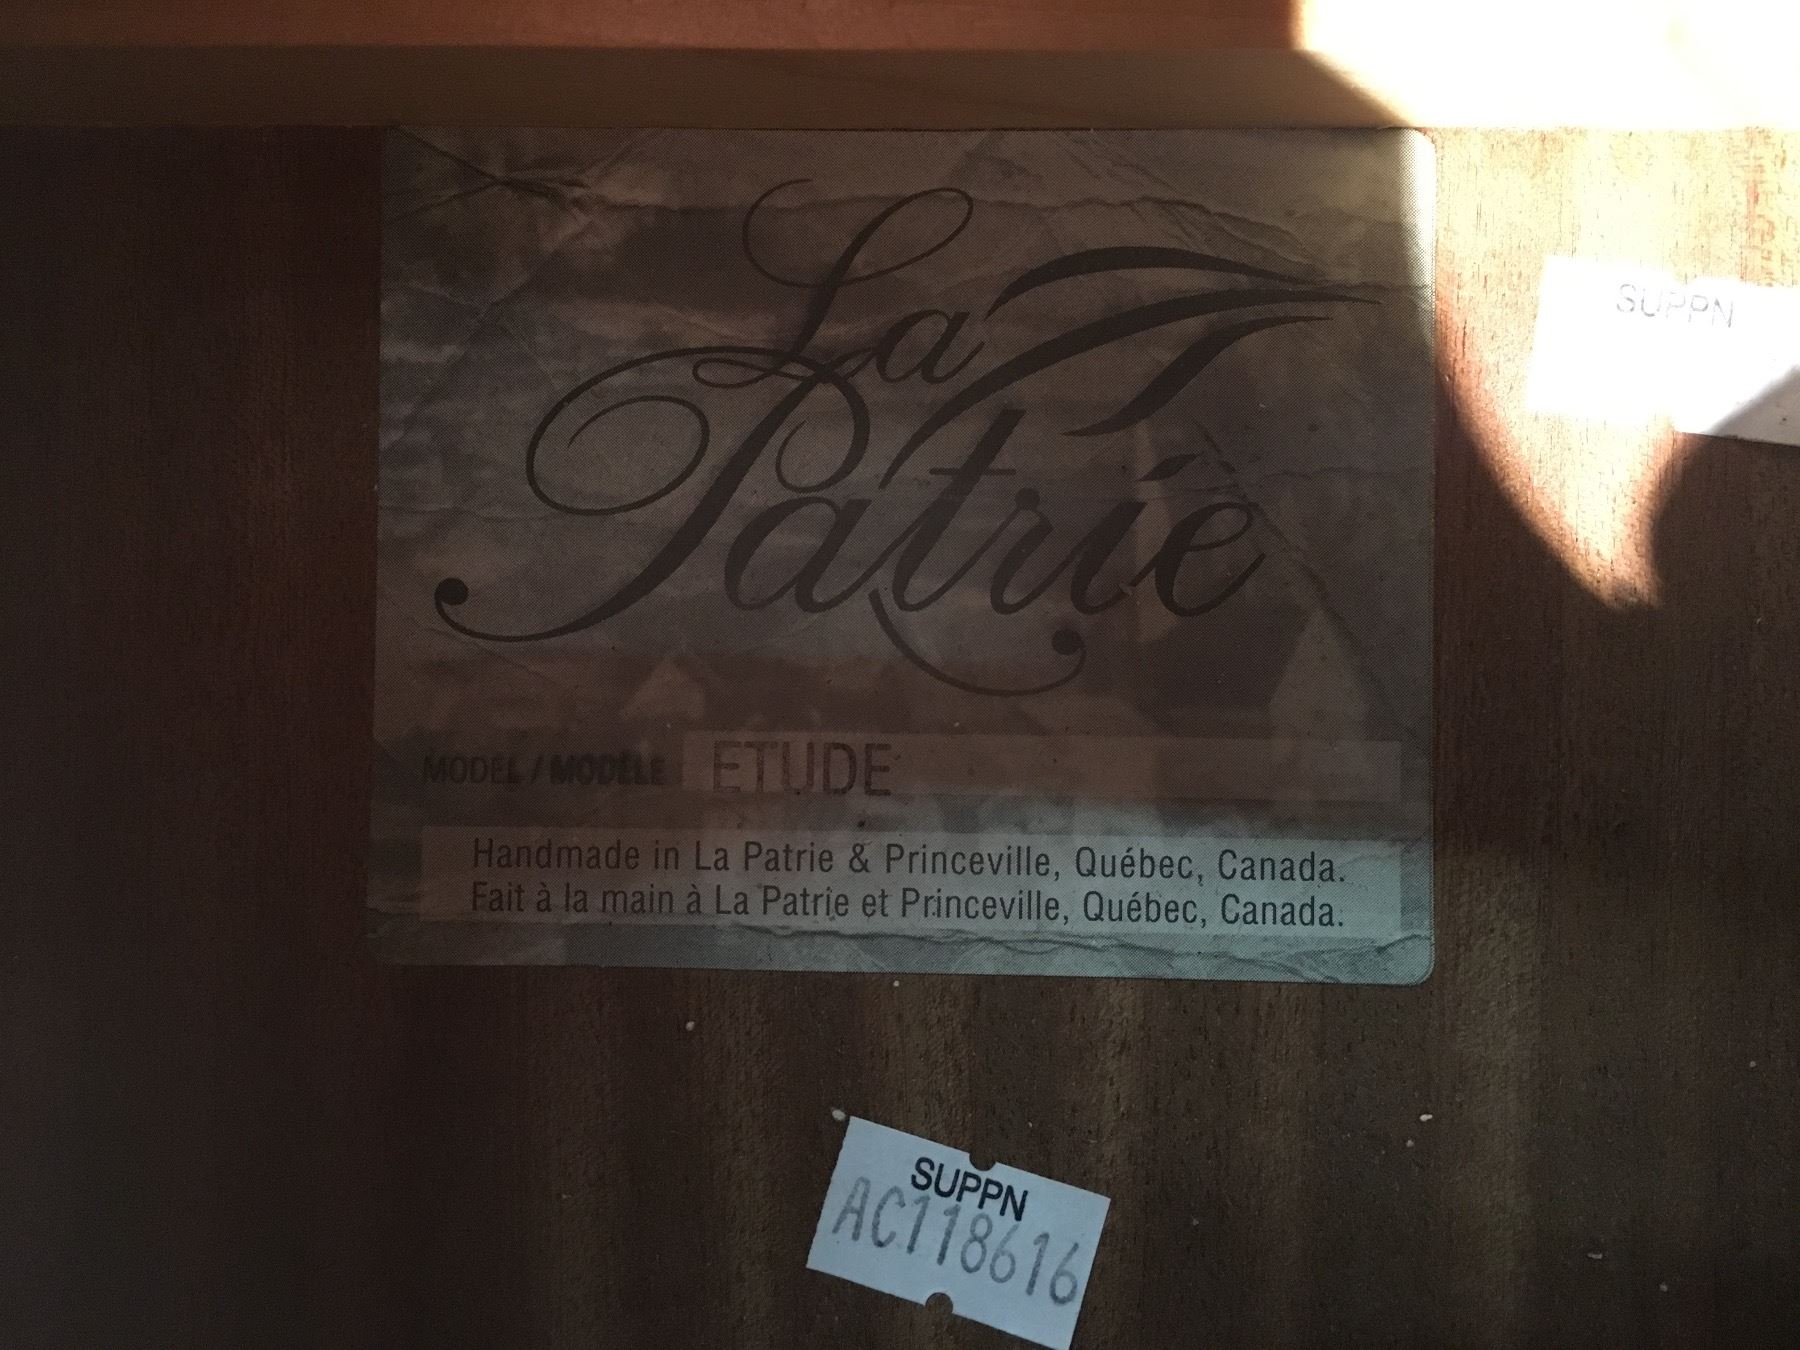 La
Patrie
MODEL / MODÈLE ETUDE
Handmade in La Patrie & Princeville, Québec, Canada.
Fait à la main à La Patrie et Princeville, Québec, Canada.
SUPPN
SUPPN
AC118616